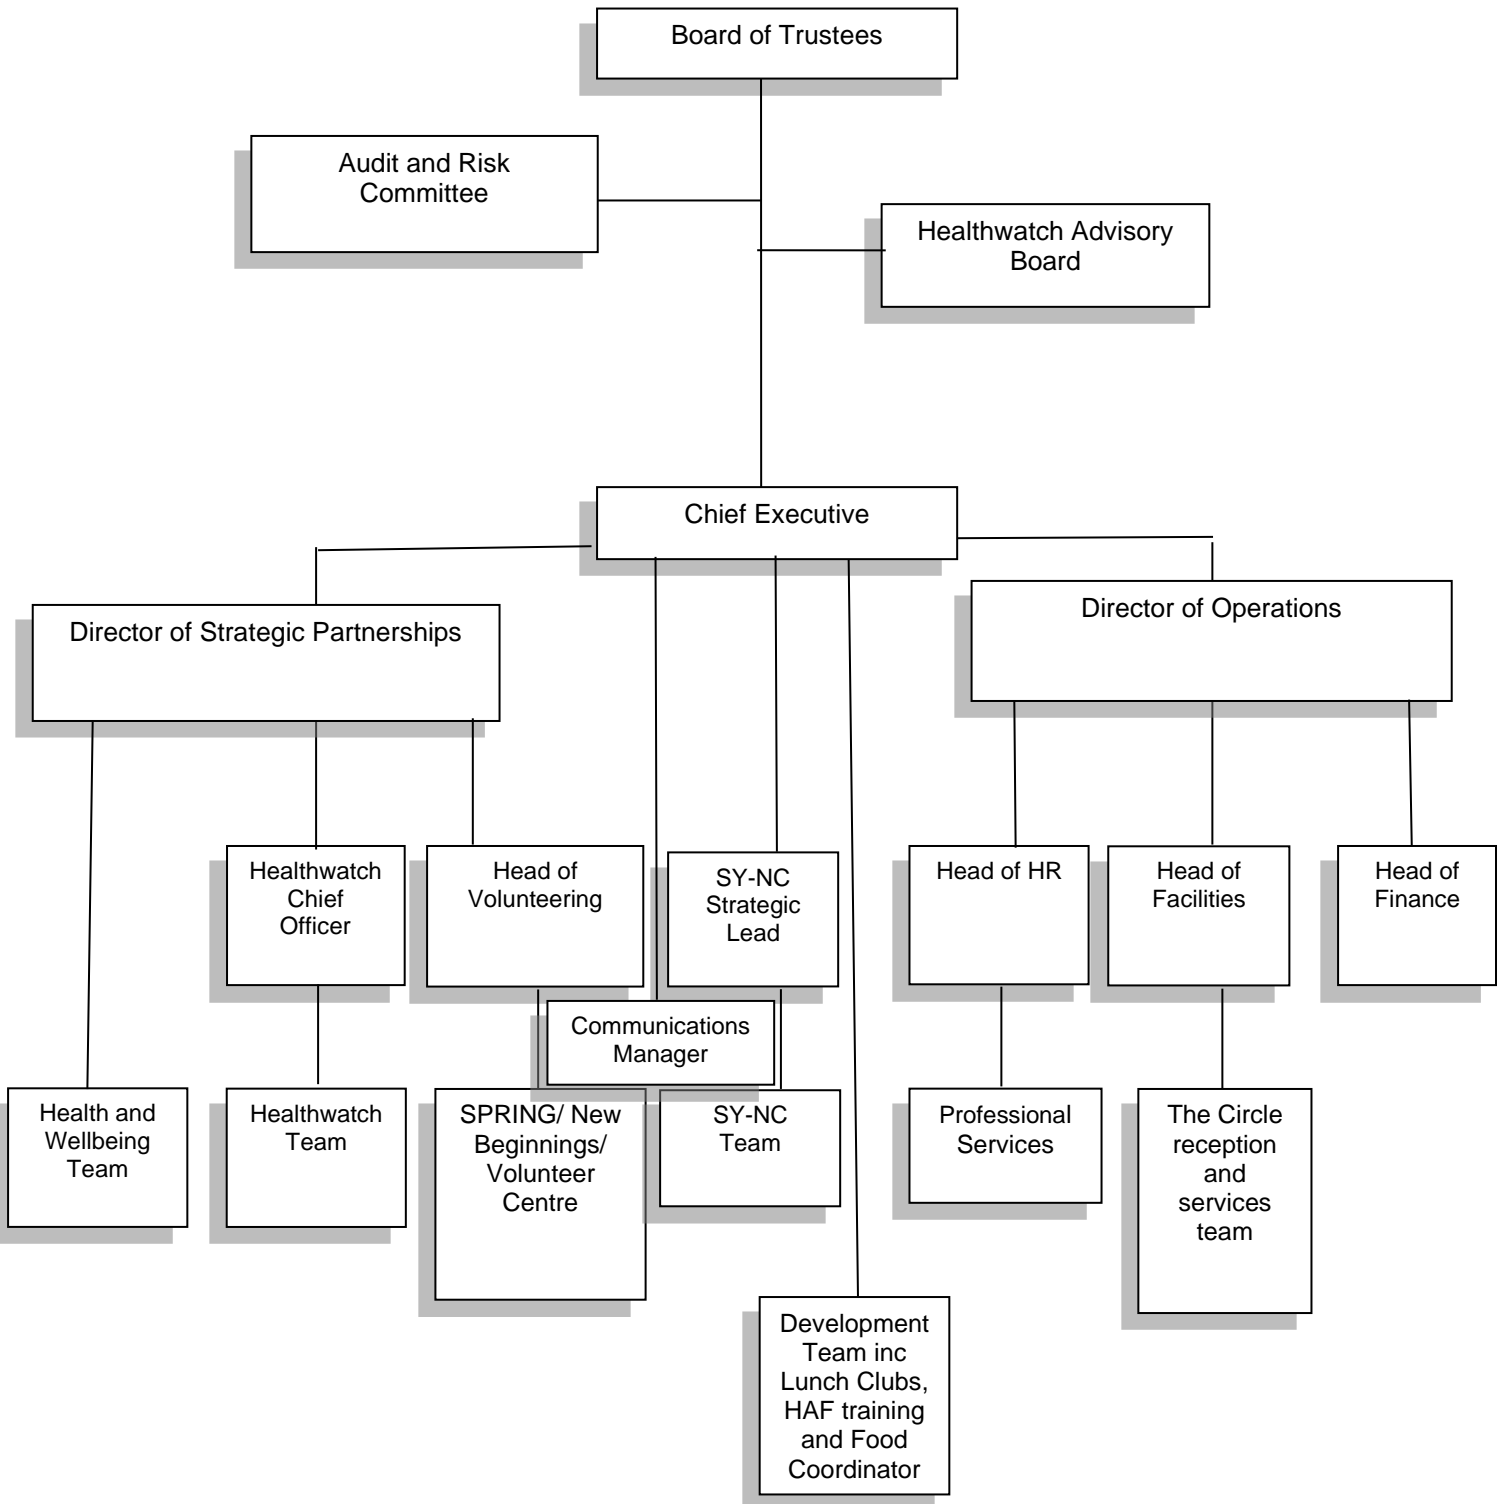 Board of Trustees
Audit and Risk
Committee
Healthwatch Advisory
Board
Chief Executive
Director of Strategic Partnerships
Director of Operations
Healthwatch
Chief
Officer
Head of
Volunteering
SY-NC
Strategic
Lead
Head of HR
Head of
Facilities
Head of
Finance
Communications
Manager
Health and
Wellbeing
Team
Healthwatch
Team
SPRING/ New
Beginnings/
Volunteer
Centre
SY-NC
Team
Professional
Services
The Circle
reception
and
services
team
Development
Team inc
Lunch Clubs,
HAF training
and Food
Coordinator